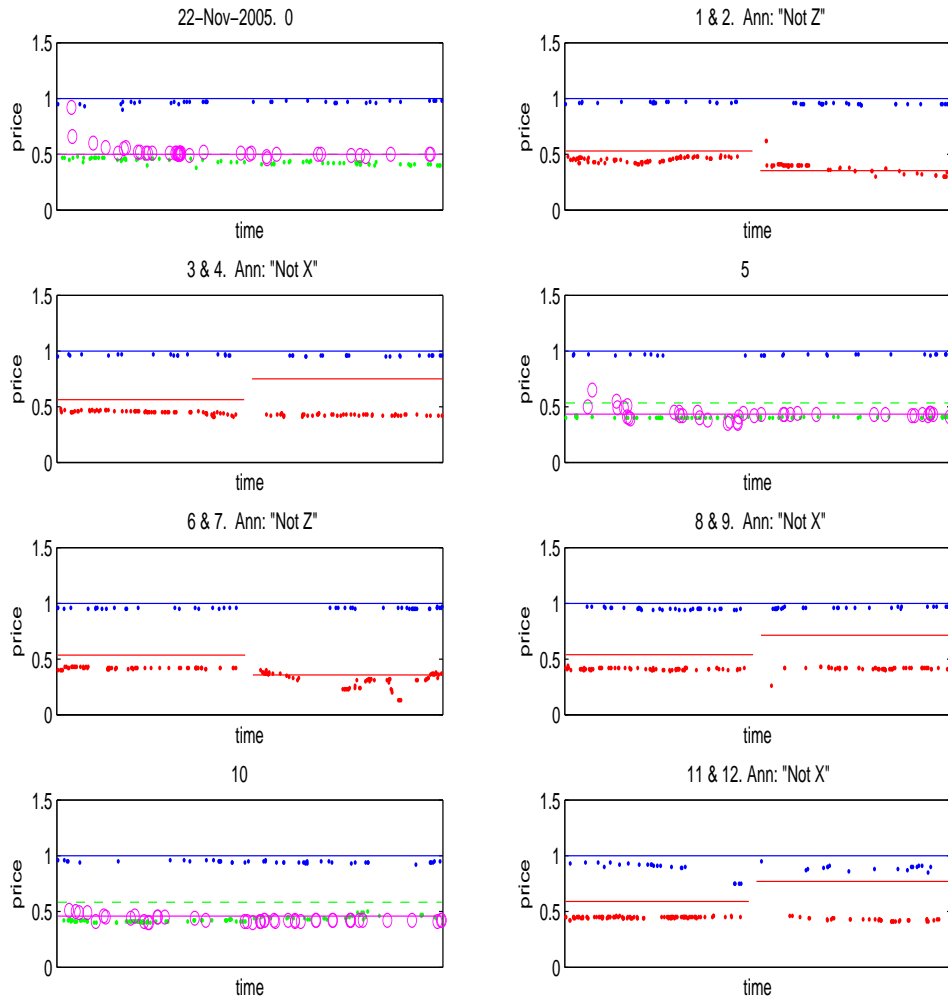 22–Nov–2005. 0
1.5
1
0.5
0
price
time
1 & 2. Ann: "Not Z"
1.5
1
0.5
0
price
time
3 & 4. Ann: "Not X"
1.5
1
0.5
0
price
time
5
1.5
1
0.5
0
price
time
6 & 7. Ann: "Not Z"
1.5
1
0.5
0
price
time
8 & 9. Ann: "Not X"
1.5
1
0.5
0
price
time
10
1.5
1
0.5
0
price
time
11 & 12. Ann: "Not X"
1.5
1
0.5
0
price
time